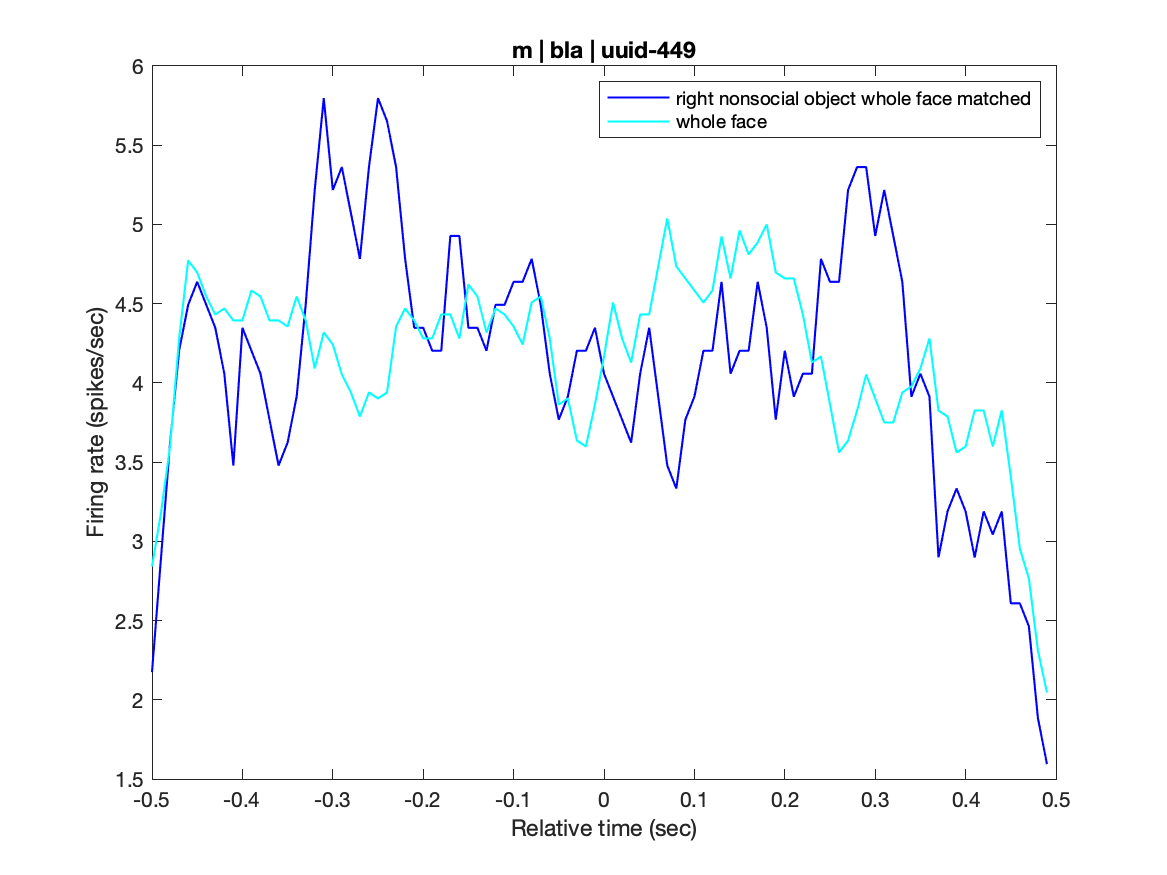 m | bla | uuid-449
right nonsocial object whole face matched
whole face
Firing rate (spikes/sec)
6
5.5
5
4.5
4
3.5
3
2.5
2
1.5
-0.5 -0.4 -0.3 -0.2 -0.1 0 0.1 0.2 0.3 0.4 0.5
Relative time (sec)